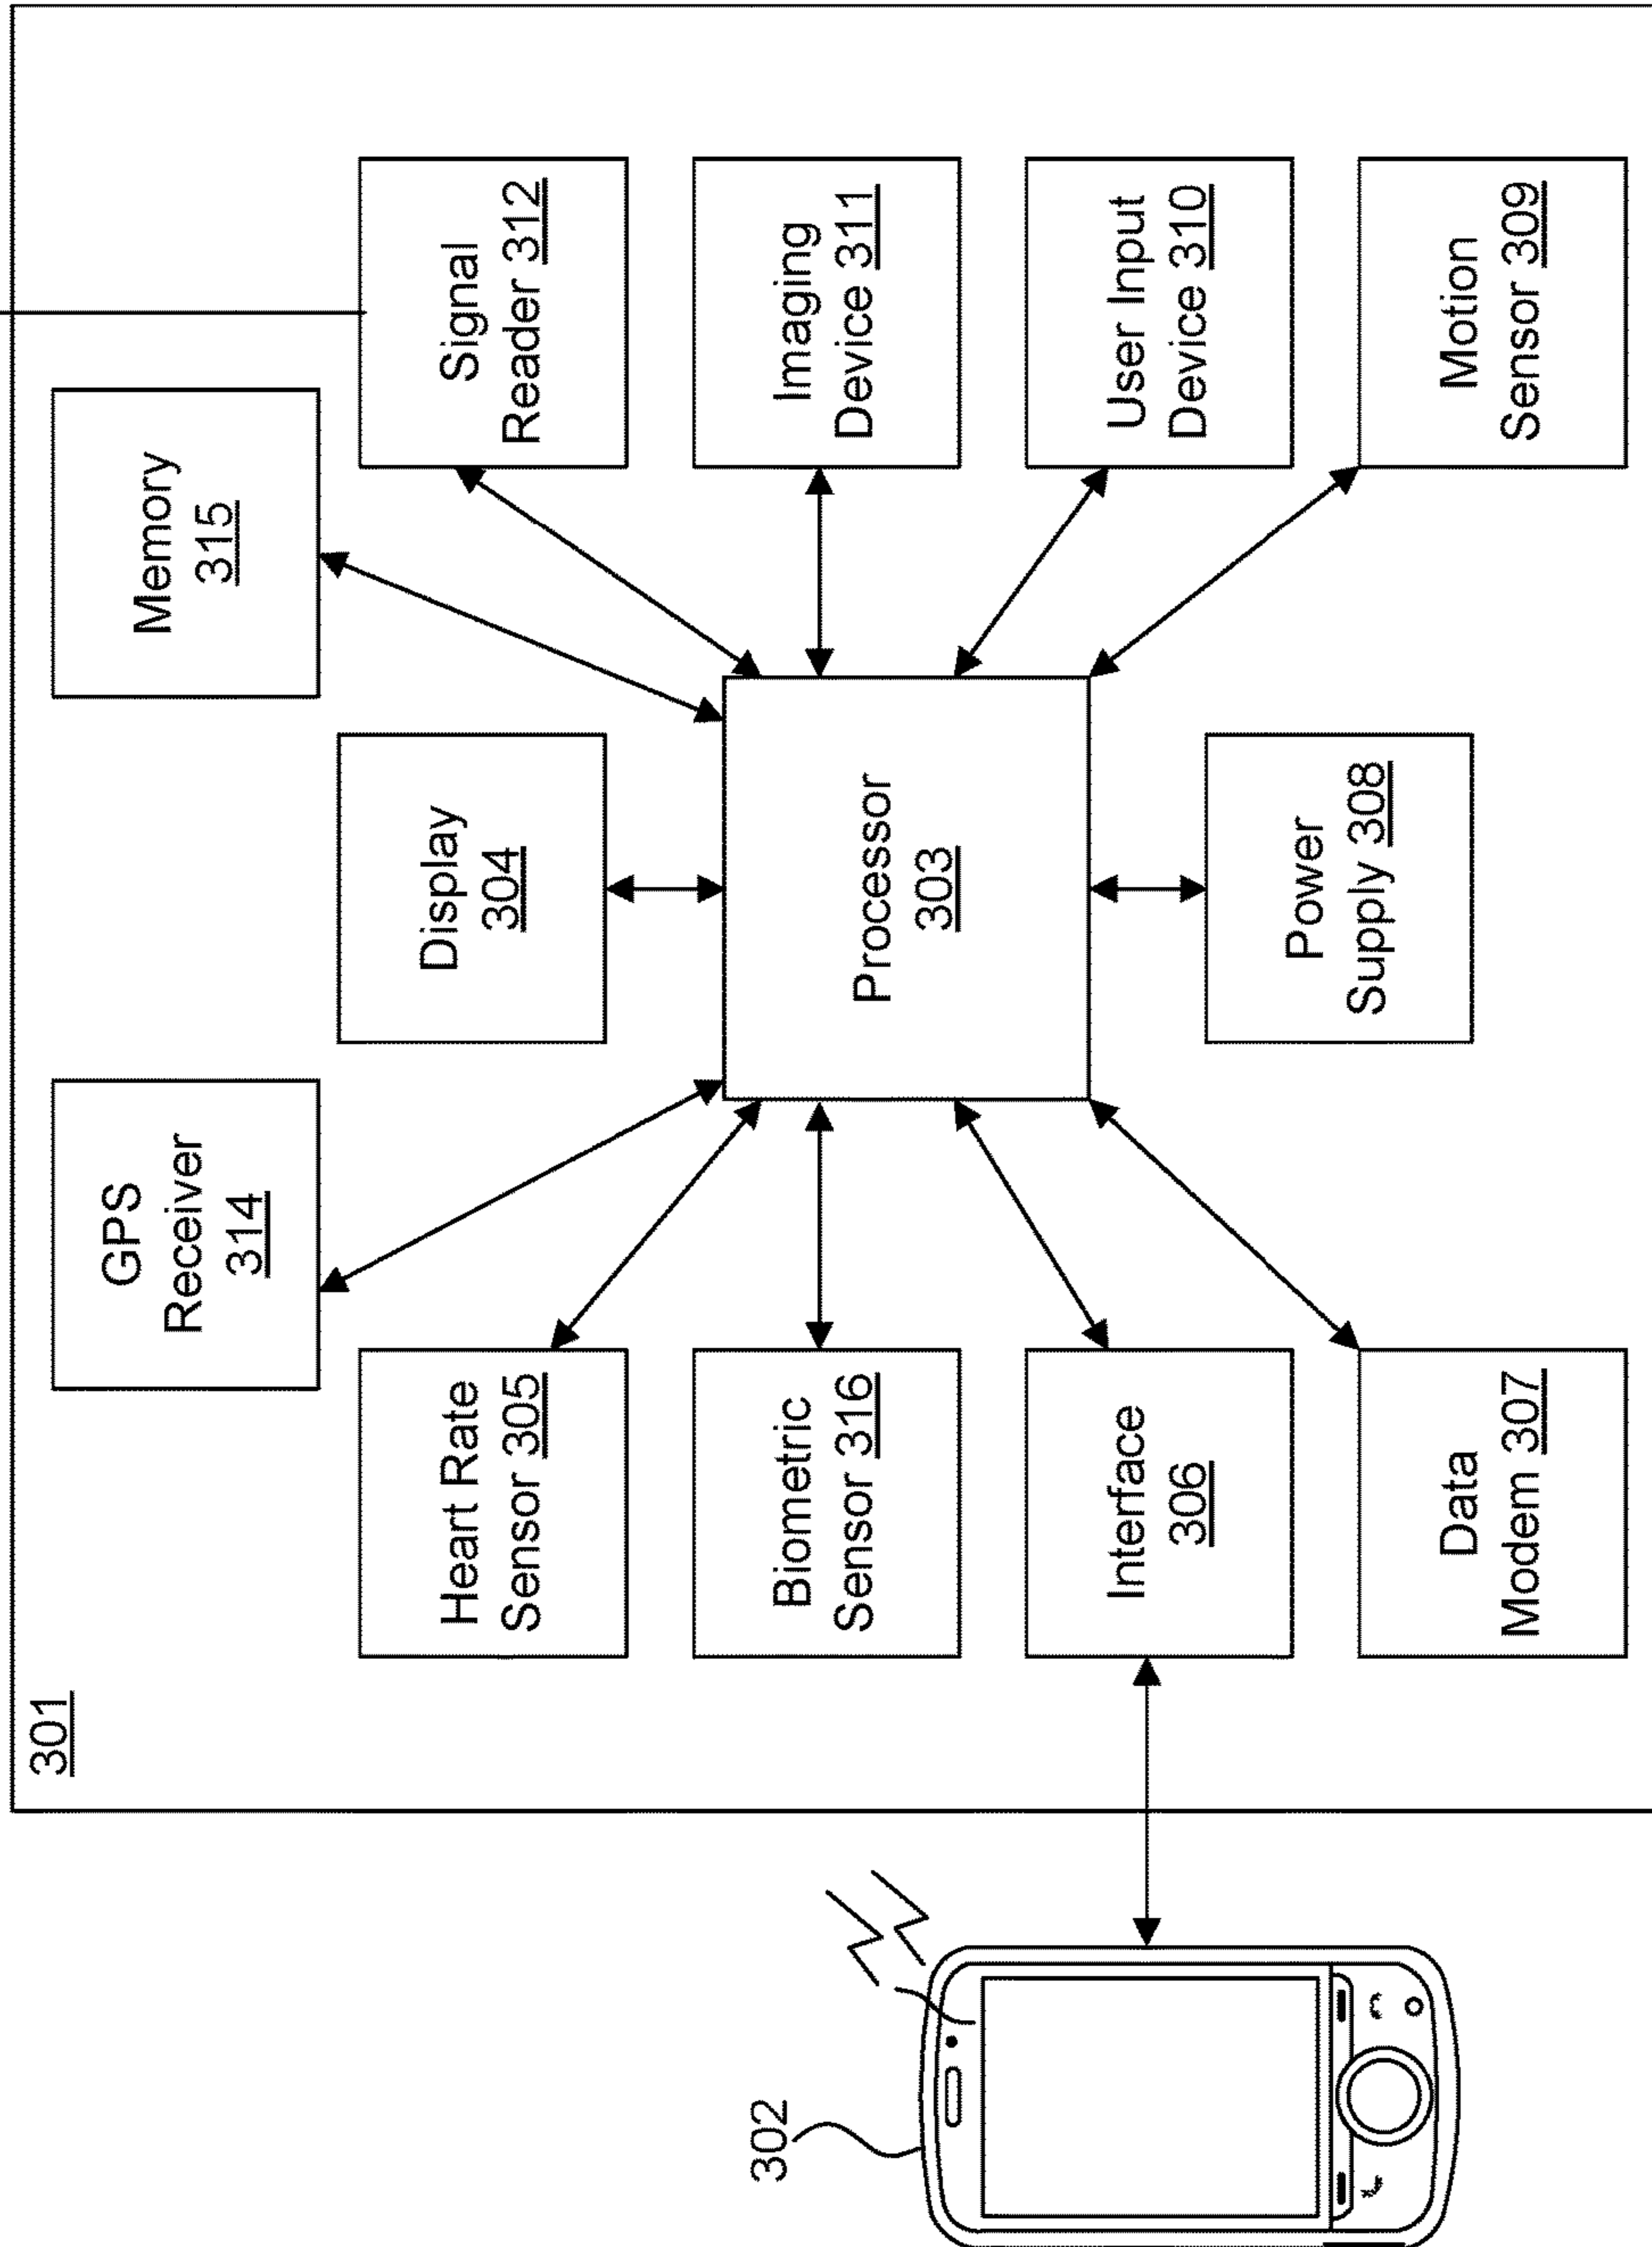 301
GPS
Receiver
314
Memory
315
Display
304
Heart Rate
Sensor 305
Signal
Reader 312
Biometric
Sensor 316
Processor
303
Imaging
Device 311
302
Interface
306
User Input
Device 310
Data
Modem 307
Power
Supply 308
Motion
Sensor 309